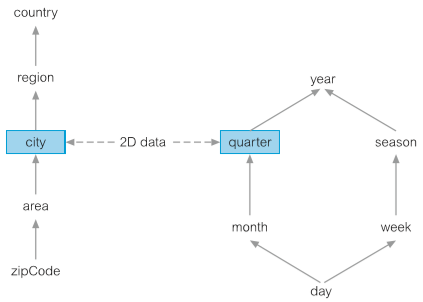 country
region
year
city
2D data
quarter
season
area
month
week
zipCode
day